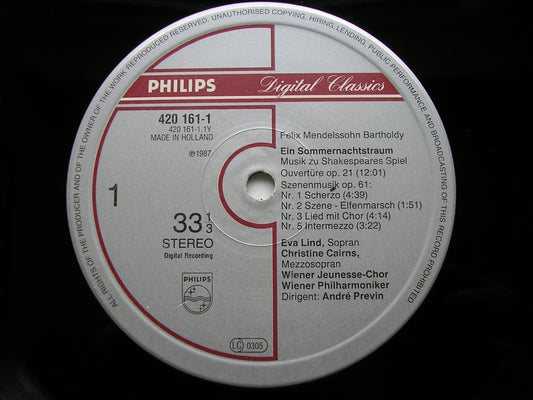 ALL RIGHTS OF THE PRODUCER AND OF THE OWNER OF THE WORK REPRODUCED RESERVED. UNAUTHORISED COPYING, HIRING, LENDING, PUBLIC PERFORMANCE AND BROADCASTING OF THIS RECORD PROHIBITED
PHILIPS
Digital Classics
420 161-1
420 161-1.1Y
MADE IN HOLLAND
℗1987
1
33 1/3
STEREO
Digital Recording
PHILIPS
Felix Mendelssohn Bartholdy
Ein Sommernachtstraum
Musik zu Shakespeares Spiel
Ouvertüre op. 21 (12:01)
Szenenmusik op. 61:
Nr. 1 Scherzo (4:39)
Nr. 2 Szene - Elfenmarsch (1:51)
Nr. 3 Lied mit Chor (4:14)
Nr. 5 Intermezzo (3:22)
Eva Lind, Sopran
Christine Cairns,
Mezzosopran
Wiener Jeunesse-Chor
Wiener Philharmoniker
Dirigent: André Previn
LC 0305